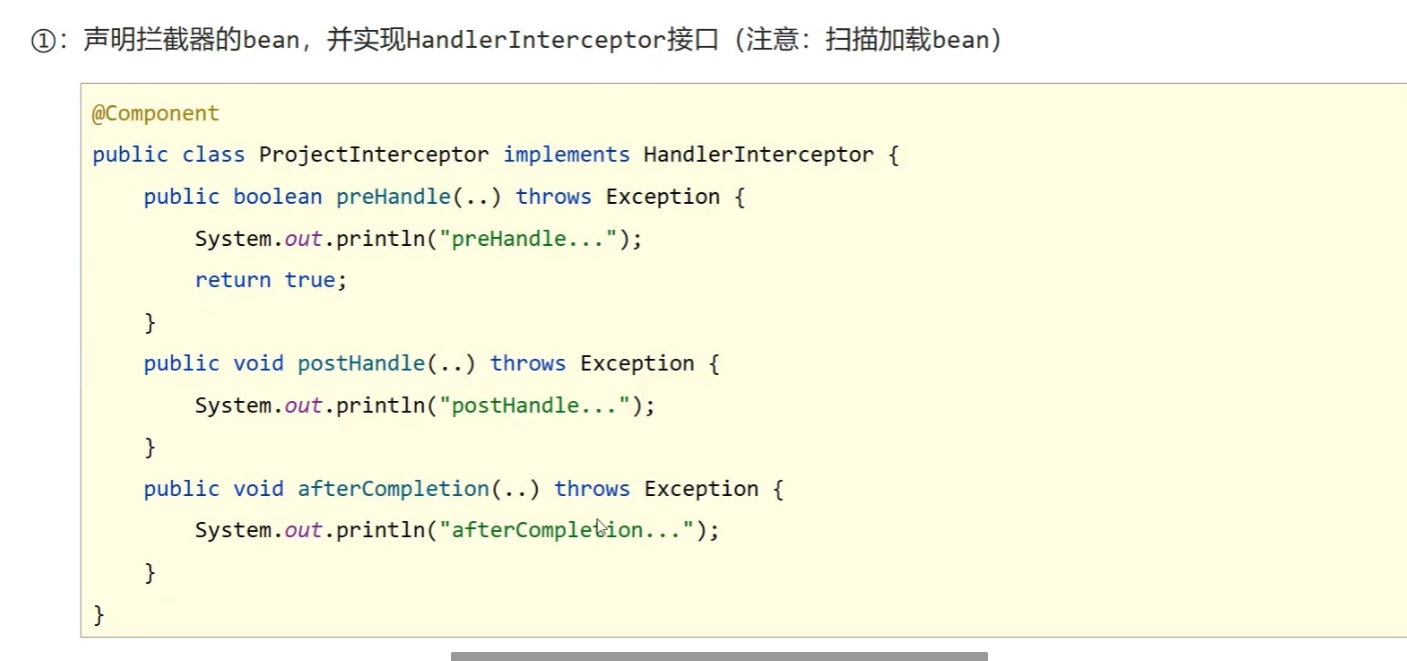 ①：声明拦截器的bean，并实现HandlerInterceptor接口（注意：扫描加载bean）
@Component
public class ProjectInterceptor implements HandlerInterceptor {
    public boolean preHandle(..) throws Exception {
        System.out.println("preHandle...");
        return true;
    }
    public void postHandle(..) throws Exception {
        System.out.println("postHandle...");
    }
    public void afterCompletion(..) throws Exception {
        System.out.println("afterCompletion...");
    }
}